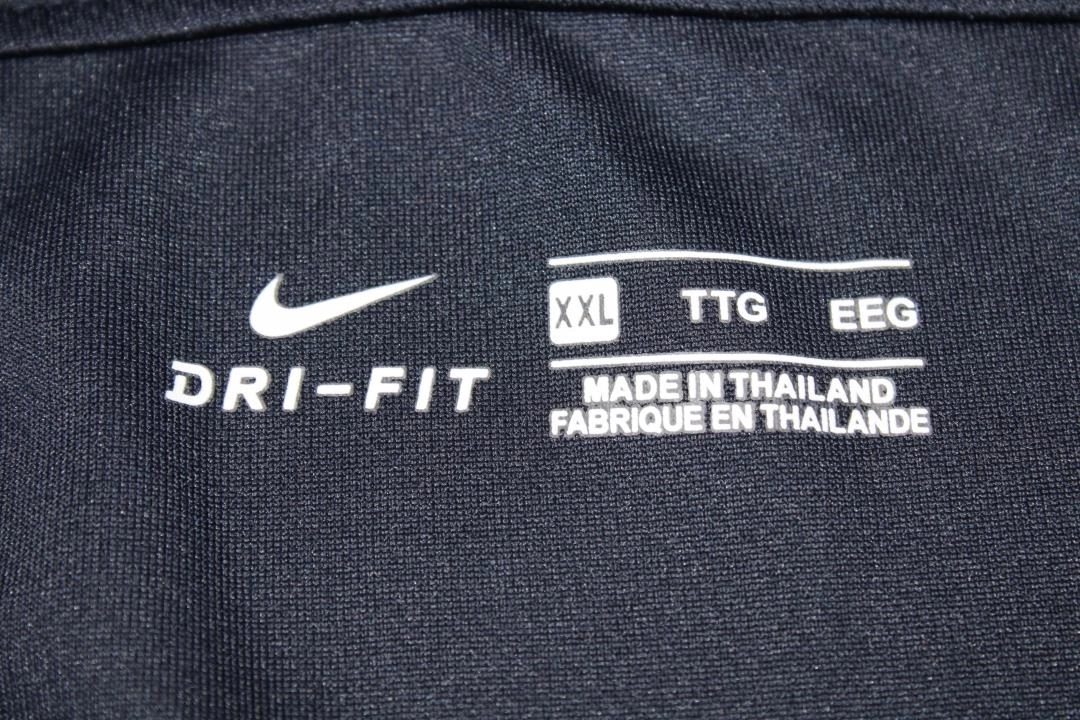 DRI-FIT
XXL TTG EEG
MADE IN THAILAND
FABRIQUE EN THAILANDE